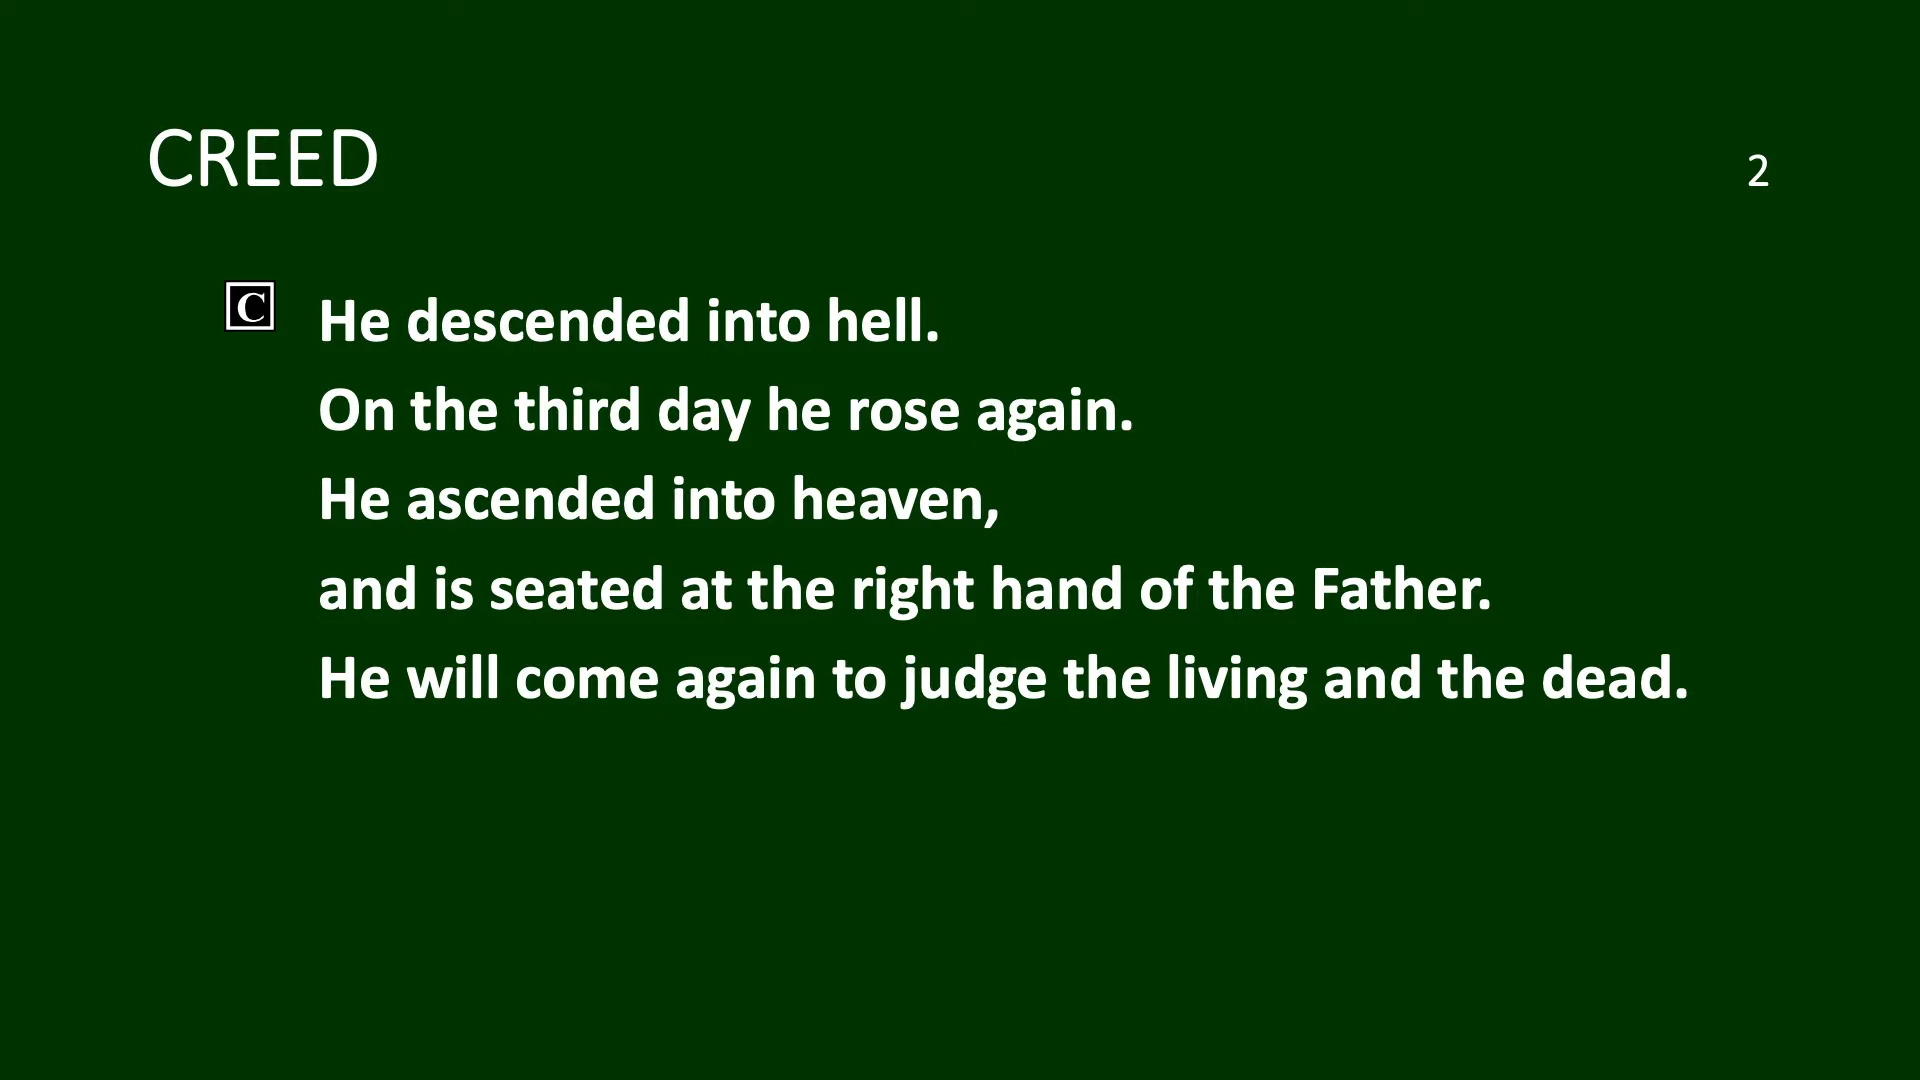 CREED 2
C He descended into hell.
On the third day he rose again.
He ascended into heaven,
and is seated at the right hand of the Father.
He will come again to judge the living and the dead.